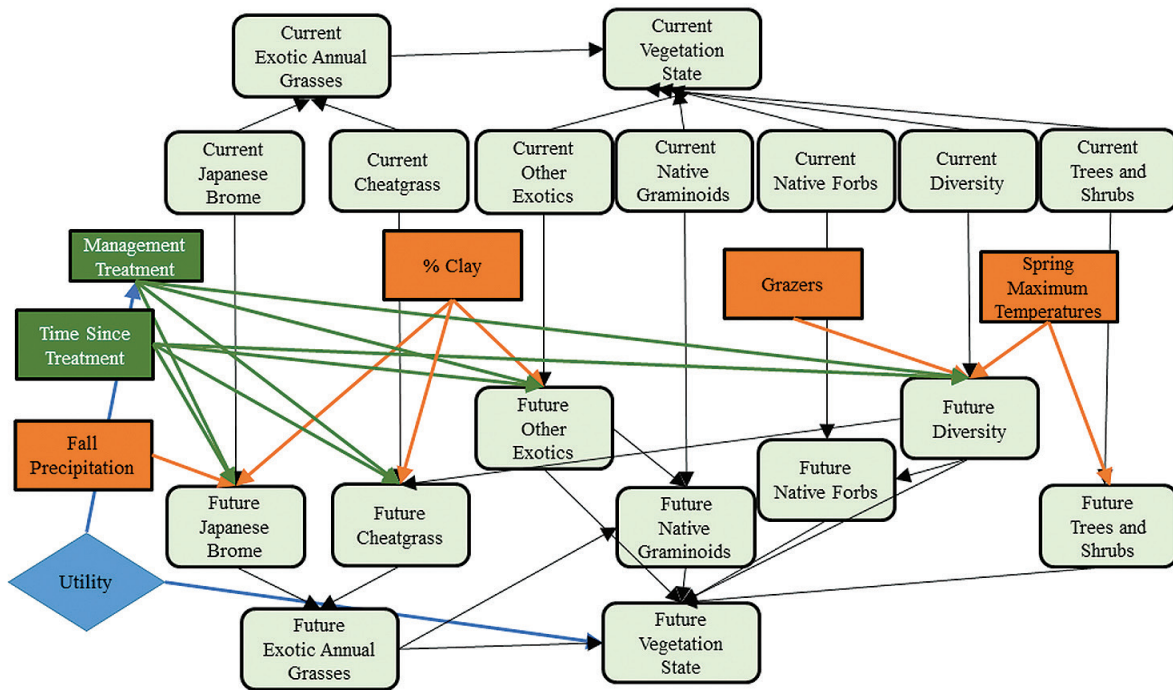 Current
Exotic Annual
Grasses
Current
Vegetation
State
Current
Japanese
Brome
Current
Cheatgrass
Current
Other
Exotics
Current
Native
Graminoids
Current
Native Forbs
Current
Diversity
Current
Trees and
Shrubs
Management
Treatment
% Clay
Grazers
Spring
Maximum
Temperatures
Time Since
Treatment
Fall
Precipitation
Future
Other
Exotics
Future
Diversity
Future
Native Forbs
Future
Japanese
Brome
Future
Cheatgrass
Future
Native
Graminoids
Future
Trees and
Shrubs
Utility
Future
Exotic Annual
Grasses
Future
Vegetation
State